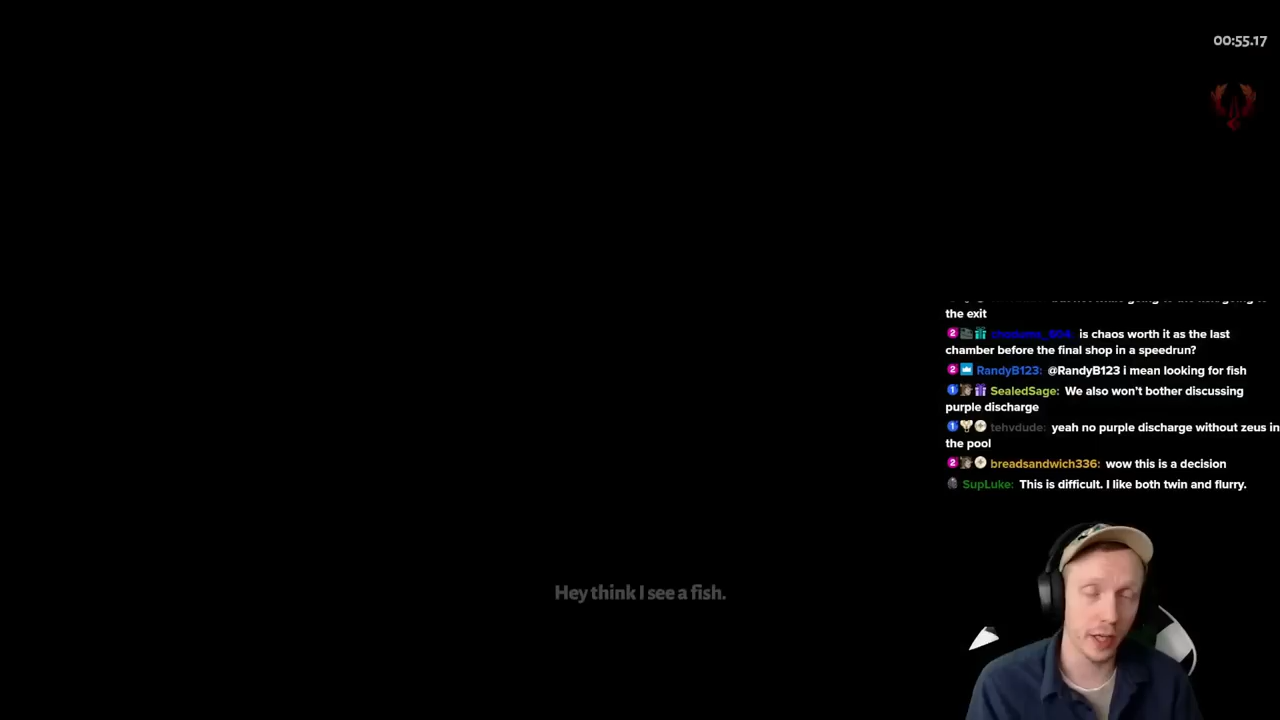 00:55.17
the exit
is chaos worth it as the last
chamber before the final shop in a speedrun?
RandyB123: @RandyB123 i mean looking for fish
SealedSage: We also won't bother discussing
purple discharge
tehvdude: yeah no purple discharge without zeus in
the pool
breadsandwich336: wow this is a decision
SupLuke: This is difficult. I like both twin and flurry.
Hey think I see a fish.